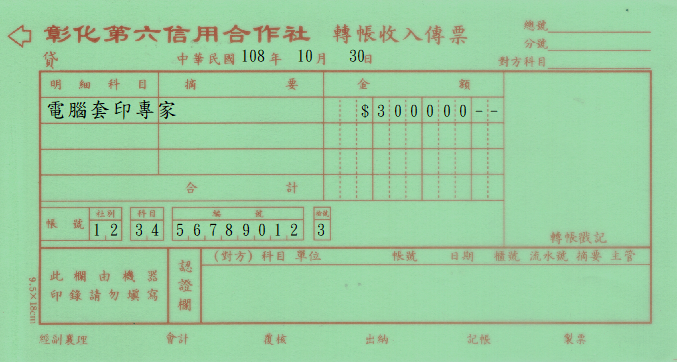 彰化第六信用合作社 轉帳收入傳票 總號
分號
貸 中華民國 108 年 10 月 30日 對方科目
明細科目 摘要 金額
電腦套印專家 $300000--
合計
帳號 社別 12 科目 34 編號 56789012 檢號 3
轉帳戳記
此欄由機器
印錄請勿填寫
認證欄
(對方) 科目 單位 帳號 日期 櫃號 流水號 摘要 主管
9.5×18cm
經副襄理 會計 覆核 出納 記帳 製票